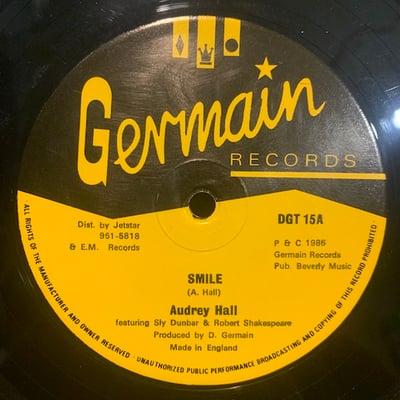 Germain
RECORDS
Dist. by Jetstar
961-5818
& E.M. Records
DGT 15A
P & C 1986
Germain Records
Pub. Beverly Music
SMILE
(A. Hall)
Audrey Hall
featuring Sly Dunbar & Robert Shakespeare
Produced by D. Germain
Made in England
ALL RIGHTS OF THE MANUFACTURER AND OWNER RESERVED · UNAUTHORIZED PUBLIC PERFORMANCE BROADCASTING AND COPYING OF THIS RECORD PROHIBITED ·